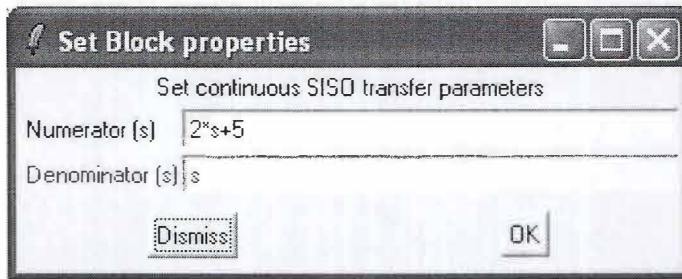 Set Block properties
Set continuous SISO transfer parameters
Numerator (s) 2*s+5
Denominator (s) s
Dismiss OK